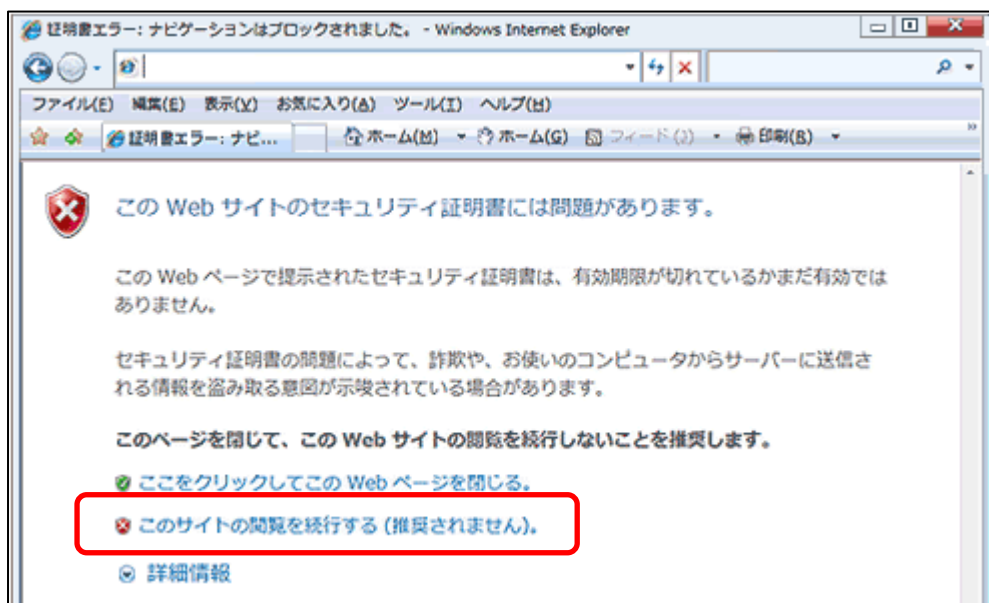 証明書エラー: ナビゲーションはブロックされました。 - Windows Internet Explorer
ファイル(E) 編集(E) 表示(V) お気に入り(A) ツール(I) ヘルプ(H)
証明書エラー: ナビ... ホーム(M) ホーム(G) フィード(J) 印刷(R) »
この Web サイトのセキュリティ証明書には問題があります。
この Web ページで提示されたセキュリティ証明書は、有効期限が切れているかまだ有効では
ありません。
セキュリティ証明書の問題によって、詐欺や、お使いのコンピュータからサーバーに送信さ
れる情報を盗み取る意図が示唆されている場合があります。
このページを閉じて、この Web サイトの閲覧を続行しないことを推奨します。
ここをクリックしてこの Web ページを閉じる。
このサイトの閲覧を続行する (推奨されません)。
詳細情報